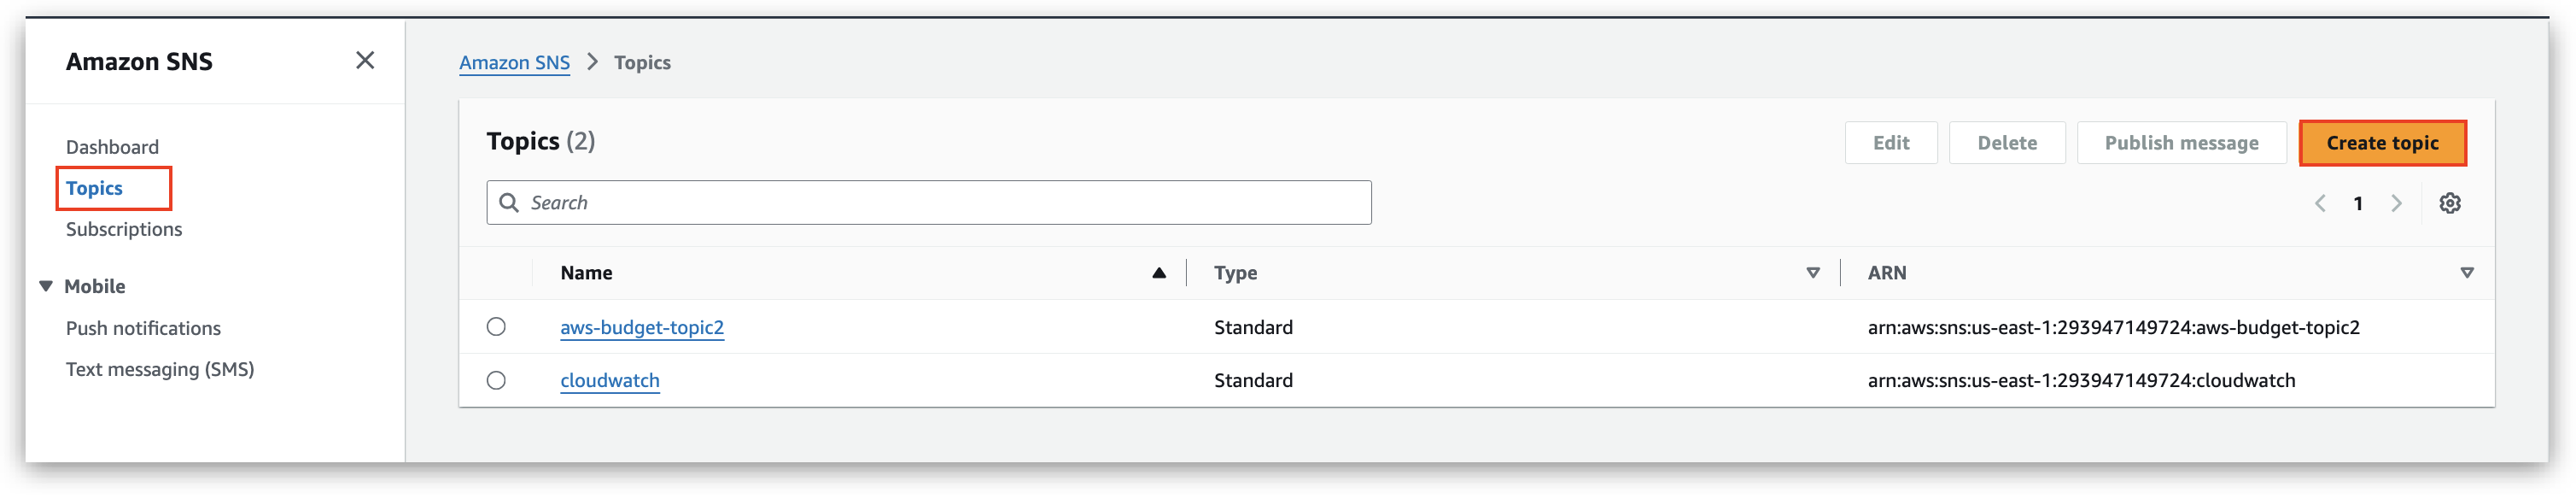 Amazon SNS
Dashboard
Topics
Subscriptions
Mobile
Push notifications
Text messaging (SMS)
Amazon SNS > Topics
Topics (2)
Edit Delete Publish message Create topic
Search
1
Name Type ARN
aws-budget-topic2 Standard arn:aws:sns:us-east-1:293947149724:aws-budget-topic2
cloudwatch Standard arn:aws:sns:us-east-1:293947149724:cloudwatch